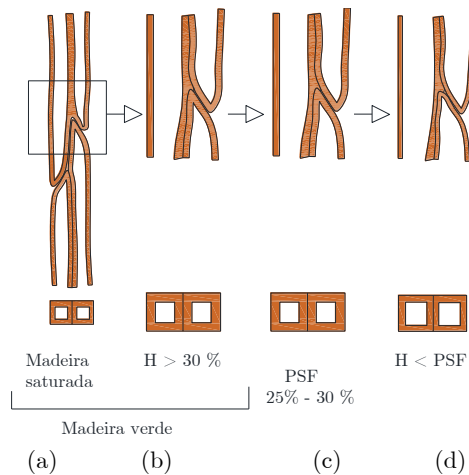 Madeira
saturada
H > 30 %
PSF
25% - 30 %
H < PSF
Madeira verde
(a)
(b)
(c)
(d)